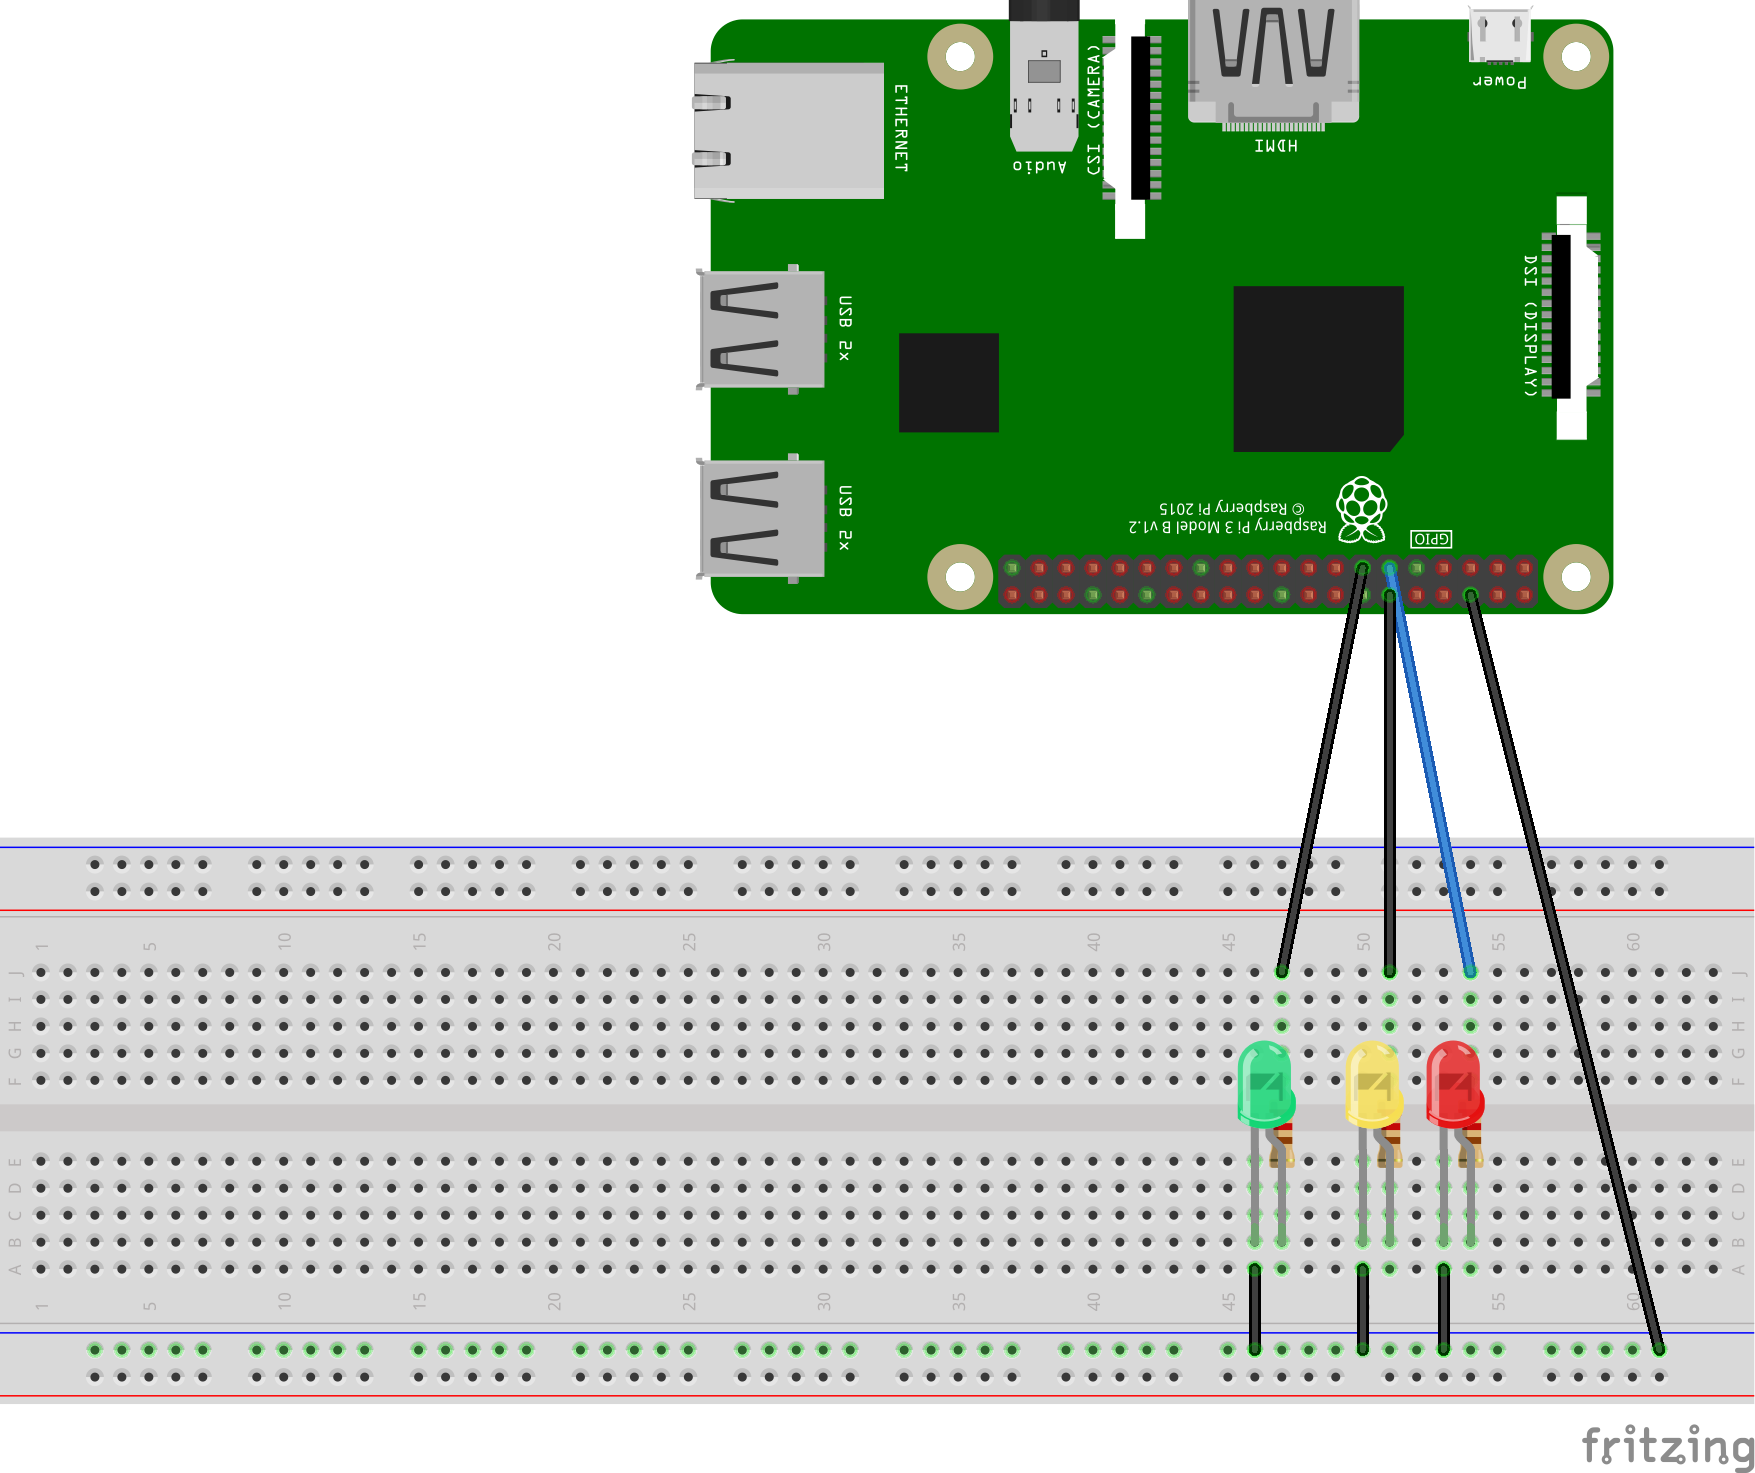 ETHERNET
Audio
CSI (CAMERA)
HDMI
Power
USB 2x
DSI (DISPLAY)
USB 2x
Raspberry Pi 3 Model B v1.2
© Raspberry Pi 2015
GPIO
1 5 10 15 20 25 30 35 40 45 50 55 60
J J
I I
H H
G G
F F
E E
D D
C C
B B
A A
1 5 10 15 20 25 30 35 40 45 55 60
fritzing